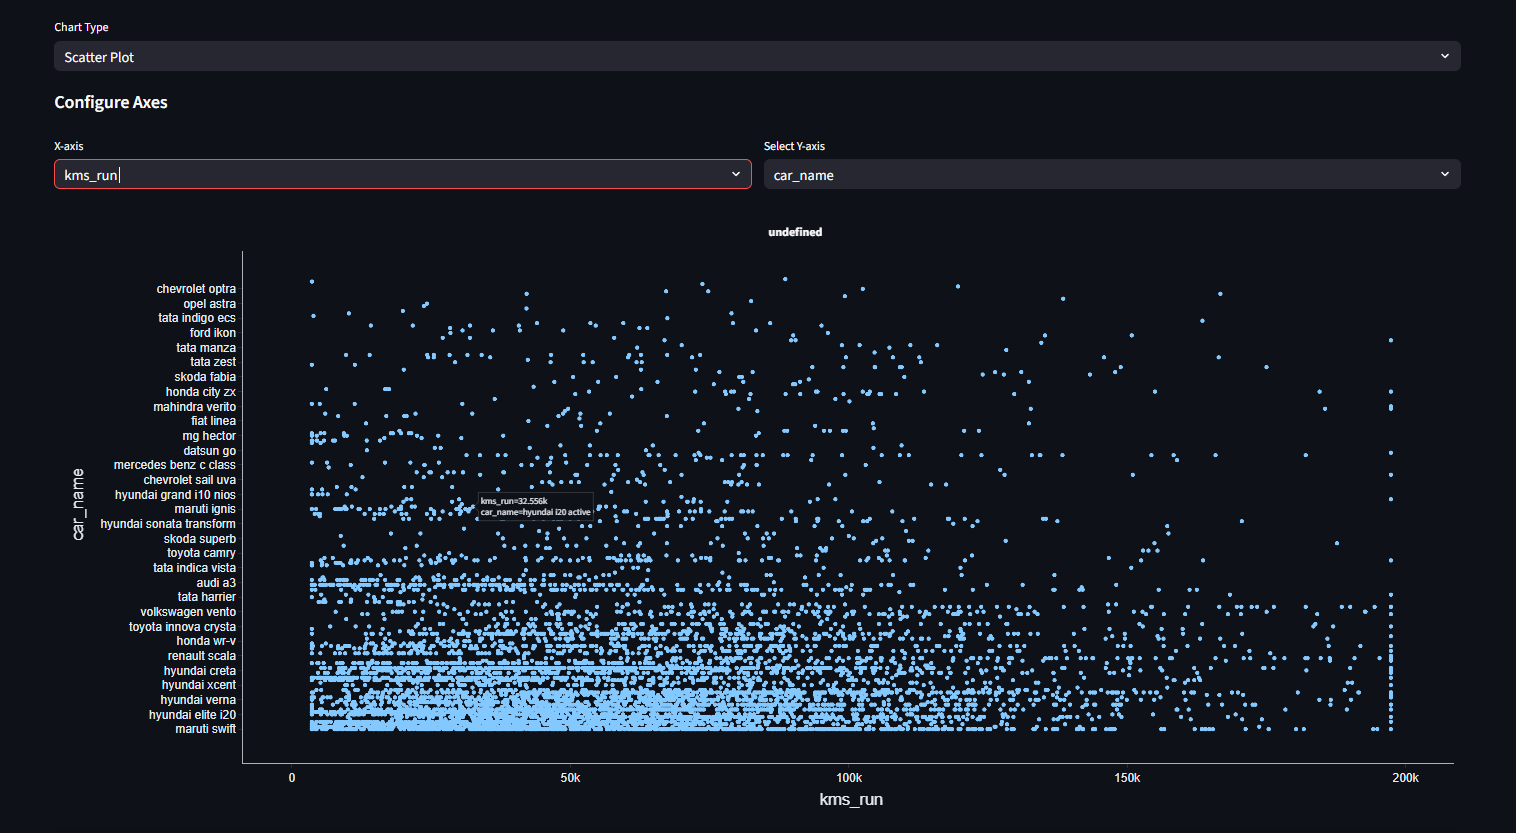 Chart Type
Scatter Plot
Configure Axes
X-axis
Select Y-axis
kms_run
car_name
undefined
chevrolet optra
opel astra
tata indigo ecs
ford ikon
tata manza
tata zest
skoda fabia
honda city zx
mahindra verito
fiat linea
mg hector
datsun go
mercedes benz c class
chevrolet sail uva
hyundai grand i10 nios
maruti ignis
hyundai sonata transform
skoda superb
toyota camry
tata indica vista
audi a3
tata harrier
volkswagen vento
toyota innova crysta
honda wr-v
renault scala
hyundai creta
hyundai xcent
hyundai verna
hyundai elite i20
maruti swift
car_name
kms_run=32.556k
car_name=hyundai i20 active
0 50k 100k 150k 200k
kms_run